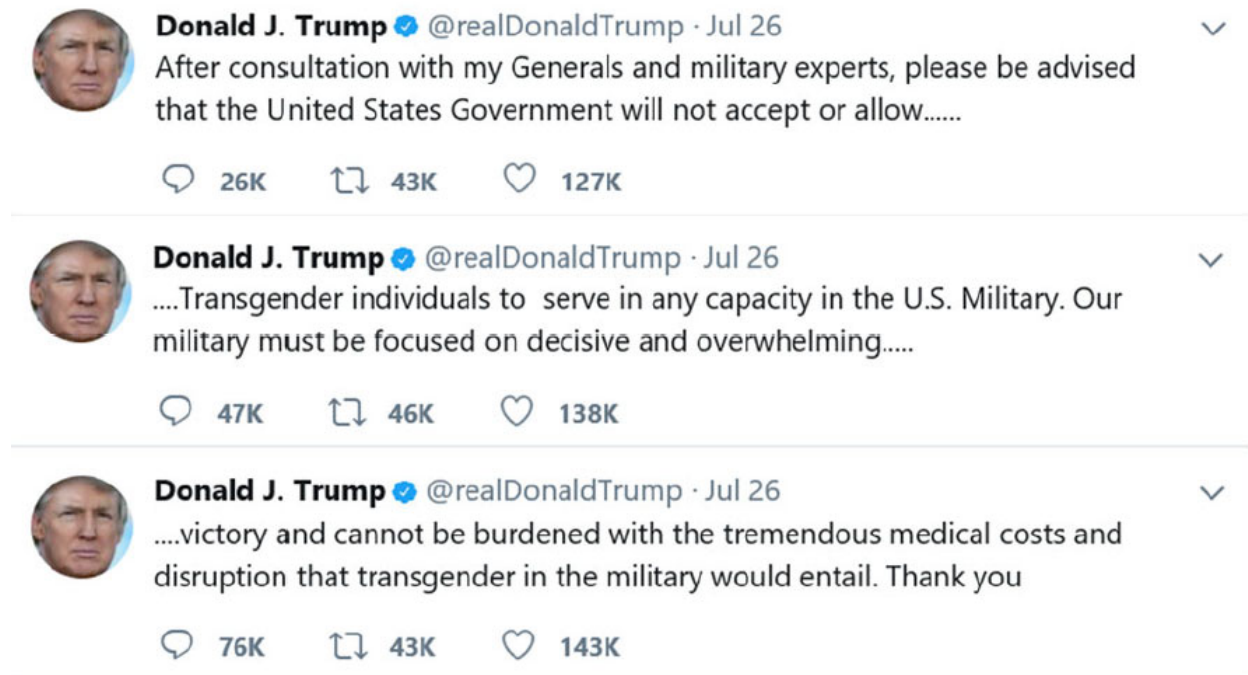 Donald J. Trump @realDonaldTrump · Jul 26
After consultation with my Generals and military experts, please be advised
that the United States Government will not accept or allow......
26K 43K 127K
Donald J. Trump @realDonaldTrump · Jul 26
....Transgender individuals to  serve in any capacity in the U.S. Military. Our
military must be focused on decisive and overwhelming.....
47K 46K 138K
Donald J. Trump @realDonaldTrump · Jul 26
....victory and cannot be burdened with the tremendous medical costs and
disruption that transgender in the military would entail. Thank you
76K 43K 143K